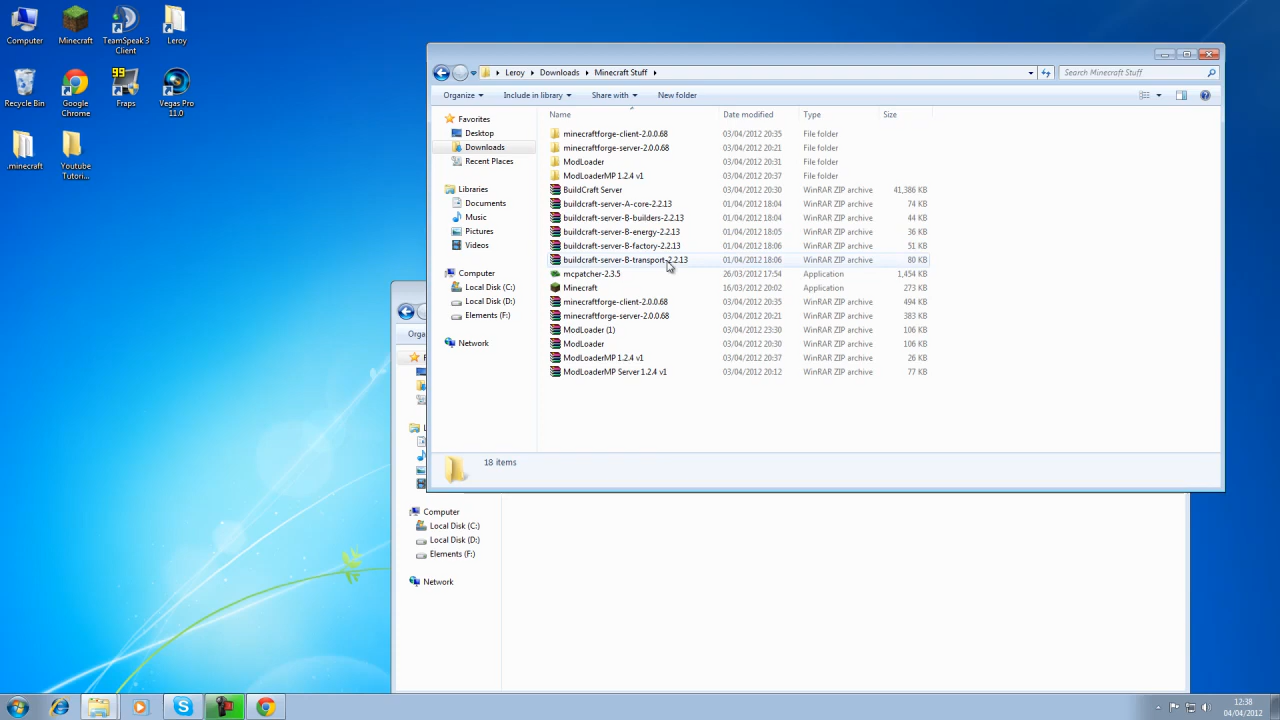 Computer
Minecraft
TeamSpeak 3
Client
Leroy
Recycle Bin
Google
Chrome
99
Fraps
Vegas Pro
11.0
.minecraft
Youtube
Tutori...
Leroy Downloads Minecraft Stuff
Search Minecraft Stuff
Organize Include in library Share with New folder
Name Date modified Type Size
Favorites
Desktop
Downloads
Recent Places
Libraries
Documents
Music
Pictures
Videos
Computer
Local Disk (C:)
Local Disk (D:)
Elements (F:)
Network
minecraftforge-client-2.0.0.68 03/04/2012 20:35 File folder
minecraftforge-server-2.0.0.68 03/04/2012 20:21 File folder
ModLoader 03/04/2012 20:31 File folder
ModLoaderMP 1.2.4 v1 03/04/2012 20:37 File folder
BuildCraft Server 03/04/2012 20:30 WinRAR ZIP archive 41,386 KB
buildcraft-server-A-core-2.2.13 01/04/2012 18:04 WinRAR ZIP archive 74 KB
buildcraft-server-B-builders-2.2.13 01/04/2012 18:04 WinRAR ZIP archive 44 KB
buildcraft-server-B-energy-2.2.13 01/04/2012 18:05 WinRAR ZIP archive 36 KB
buildcraft-server-B-factory-2.2.13 01/04/2012 18:06 WinRAR ZIP archive 51 KB
buildcraft-server-B-transport-2.2.13 01/04/2012 18:06 WinRAR ZIP archive 80 KB
mcpatcher-2.3.5 26/03/2012 17:54 Application 1,454 KB
Minecraft 16/03/2012 20:02 Application 273 KB
minecraftforge-client-2.0.0.68 03/04/2012 20:35 WinRAR ZIP archive 494 KB
minecraftforge-server-2.0.0.68 03/04/2012 20:21 WinRAR ZIP archive 383 KB
ModLoader (1) 03/04/2012 23:30 WinRAR ZIP archive 106 KB
ModLoader 03/04/2012 20:30 WinRAR ZIP archive 106 KB
ModLoaderMP 1.2.4 v1 03/04/2012 20:37 WinRAR ZIP archive 26 KB
ModLoaderMP Server 1.2.4 v1 03/04/2012 20:12 WinRAR ZIP archive 77 KB
18 items
Orga
Computer
Local Disk (C:)
Local Disk (D:)
Elements (F:)
Network
12:38
04/04/2012